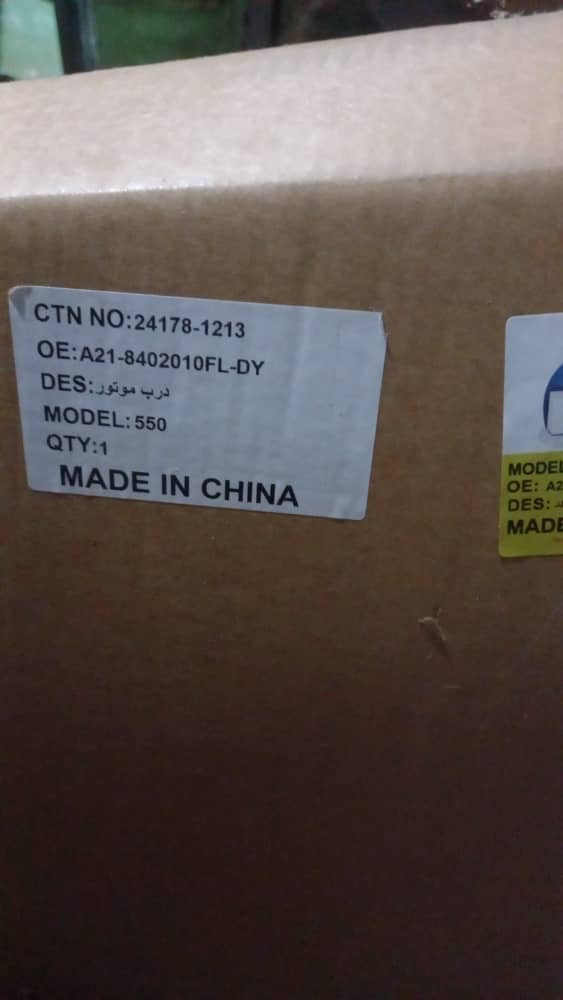 CTN NO:24178-1213
OE:A21-8402010FL-DY
DES:درب موتور
MODEL:550
QTY:1
MADE IN CHINA
MODEL
OE: A2
DES:
MADE